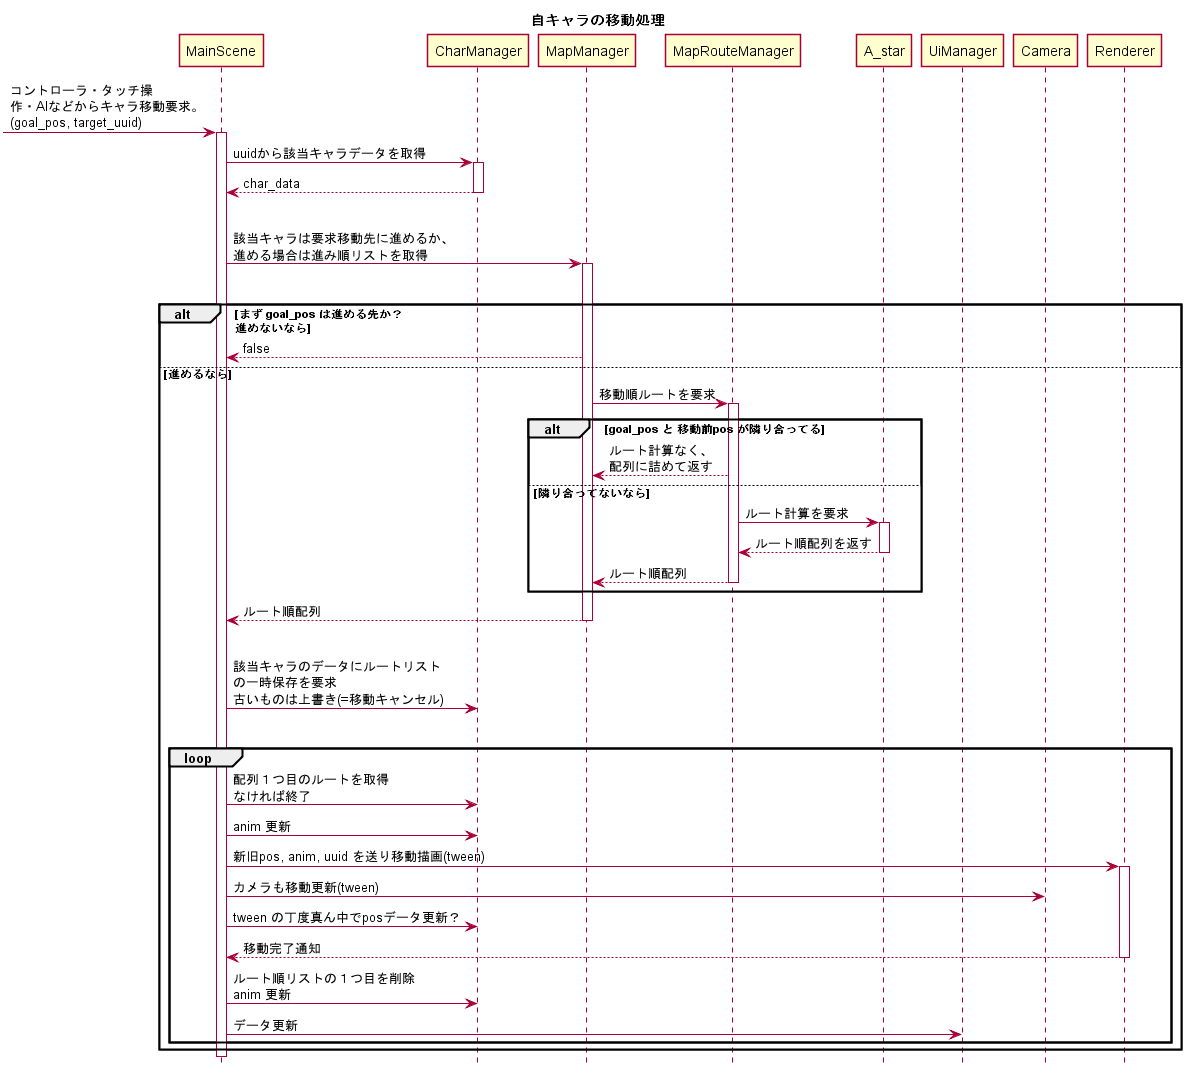 自キャラの移動処理
MainScene
CharManager
MapManager
MapRouteManager
A_star
UiManager
Camera
Renderer
コントローラ・タッチ操
作・AIなどからキャラ移動要求。
(goal_pos, target_uuid)
uuidから該当キャラデータを取得
char_data
該当キャラは要求移動先に進めるか、
進める場合は進み順リストを取得
alt
[まず goal_pos は進める先か？
進めないなら]
false
[進めるなら]
移動順ルートを要求
alt
[goal_pos と 移動前pos が隣り合ってる]
ルート計算なく、
配列に詰めて返す
[隣り合ってないなら]
ルート計算を要求
ルート順配列を返す
ルート順配列
ルート順配列
該当キャラのデータにルートリスト
の一時保存を要求
古いものは上書き(=移動キャンセル)
loop
配列１つ目のルートを取得
なければ終了
anim 更新
新旧pos, anim, uuid を送り移動描画(tween)
カメラも移動更新(tween)
tween の丁度真ん中でposデータ更新？
移動完了通知
ルート順リストの１つ目を削除
anim 更新
データ更新